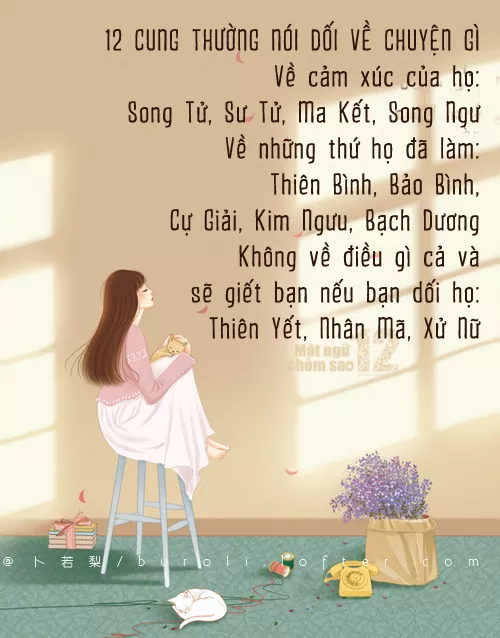 12 CUNG THƯỜNG NÓI DỐI VỀ CHUYỆN GÌ
Về cảm xúc của họ:
Song Tử, Sư Tử, Ma Kết, Song Ngư
Về những thứ họ đã làm:
Thiên Bình, Bảo Bình,
Cự Giải, Kim Ngưu, Bạch Dương
Không về điều gì cả và
sẽ giết bạn nếu bạn dối họ:
Thiên Yết, Nhân Mã, Xử Nữ
Mật ngữ 12
chòm sao
@卜若梨/buroli.lofter.com